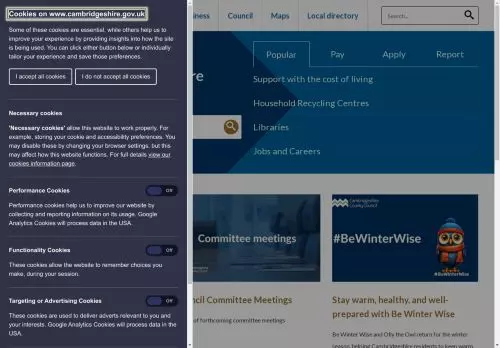 Cookies on www.cambridgeshire.gov.uk
Some of these cookies are essential, while others help us to
improve your experience by providing insights into how the site
is being used. You can click either button below or individually
tailor your experience and save those preferences.
I accept all cookies
I do not accept all cookies
Necessary cookies
'Necessary cookies' allow this website to work properly. For
example, storing your cookie and accessibility preferences. You
may disable these by changing your browser settings, but this
may affect how this website functions. For full details view our
cookies information page.
Performance Cookies
Off
Performance cookies help us to improve our website by
collecting and reporting information on its usage. Google
Analytics Cookies will process data in the USA.
Functionality Cookies
Off
These cookies allow the website to remember choices you
make, during your session.
Targeting or Advertising Cookies
Off
These cookies are used to deliver adverts relevant to you and
your interests. Google Analytics Cookies will process data in the
USA.
iness
Council
Maps
Local directory
Search...
re
Popular
Pay
Apply
Report
Support with the cost of living
Household Recycling Centres
Libraries
Jobs and Careers
Committee meetings
Cambridgeshire
County Council
#BeWinterWise
#BeWinterWise
cil Committee Meetings
of forthcoming committee meetings
Stay warm, healthy, and well-
prepared with Be Winter Wise
Be Winter Wise and Olly the Owl return for the winter
season, helping Cambridgeshire residents to keep warm,